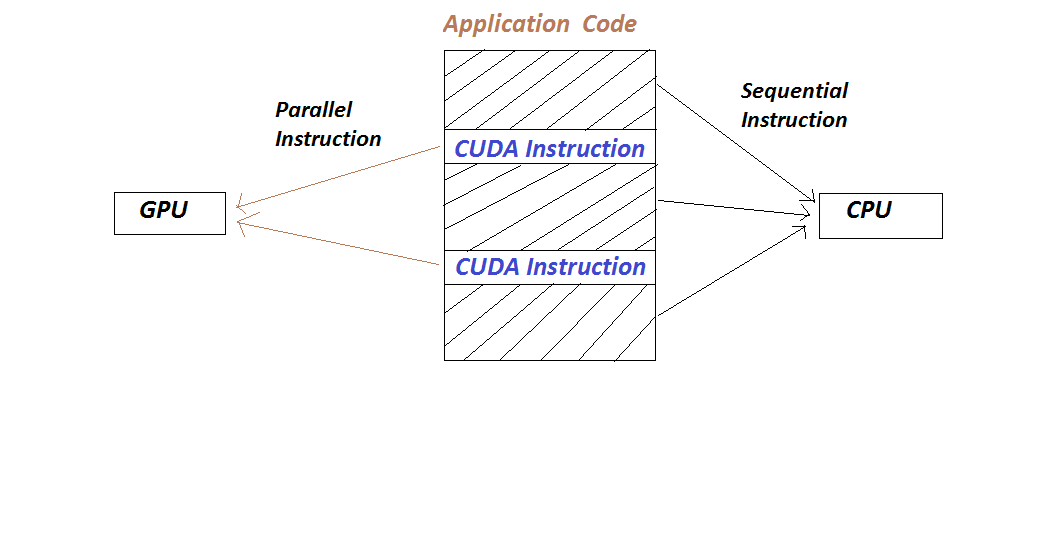 Application Code
Parallel
Instruction
Sequential
Instruction
CUDA Instruction
GPU
CPU
CUDA Instruction